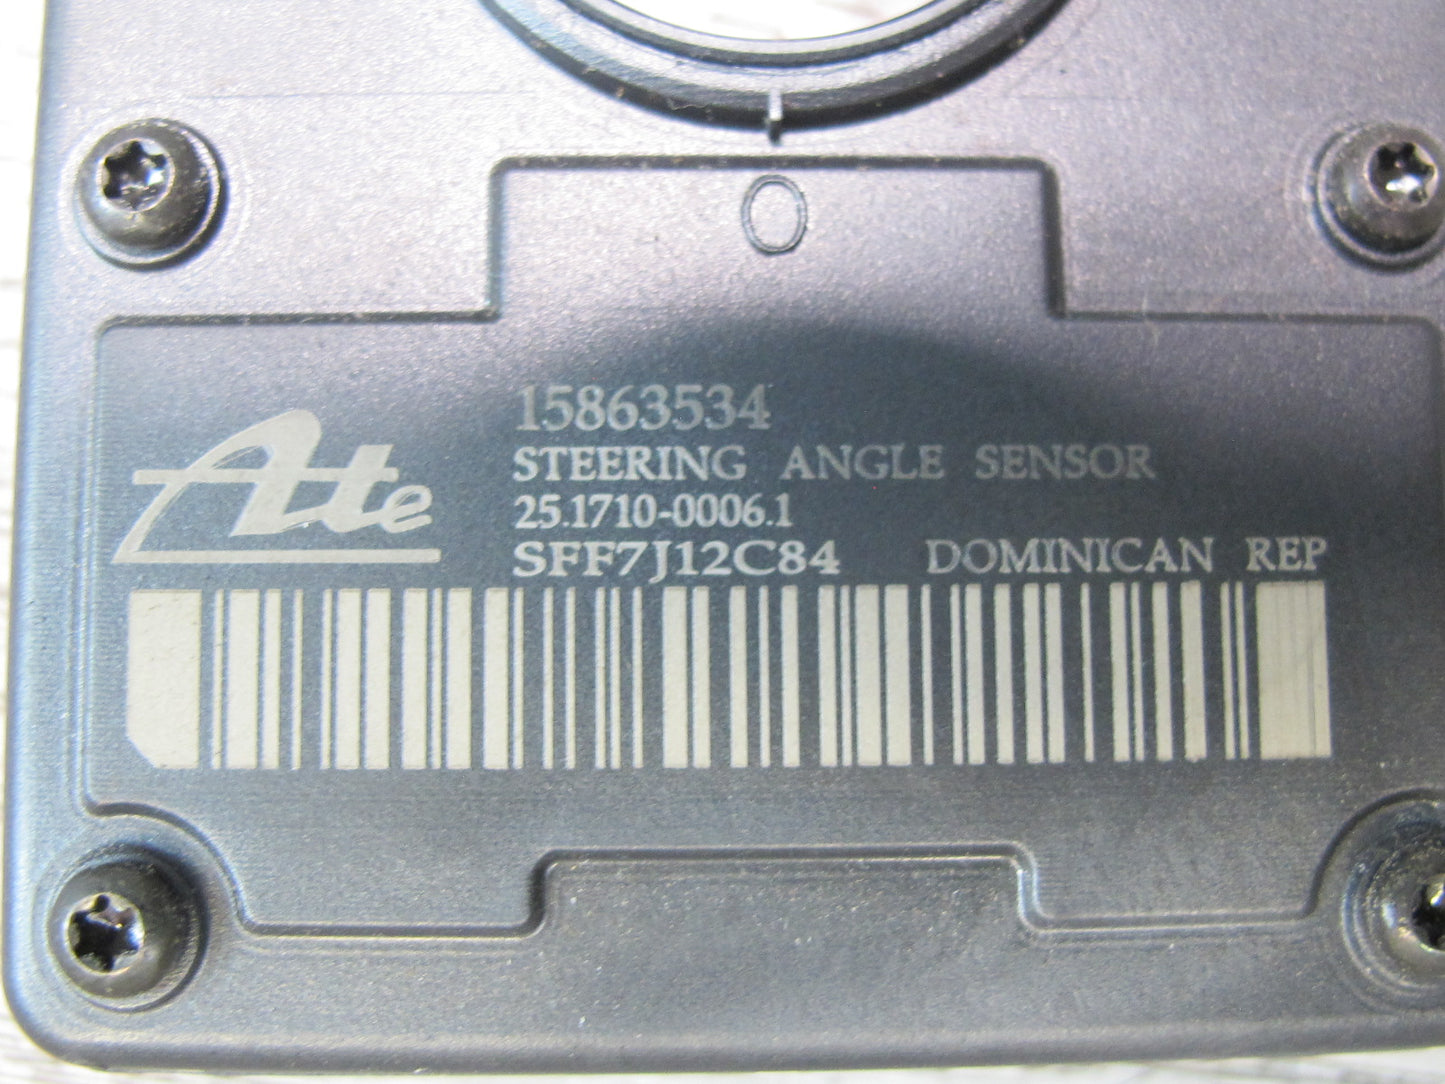 0
Ate
15863534
STEERING ANGLE SENSOR
25.1710-0006.1
SFF7J12C84 DOMINICAN REP